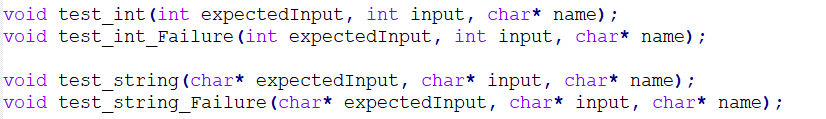 void test_int(int expectedInput, int input, char* name);
void test_int_Failure(int expectedInput, int input, char* name);
void test_string(char* expectedInput, char* input, char* name);
void test_string_Failure(char* expectedInput, char* input, char* name);